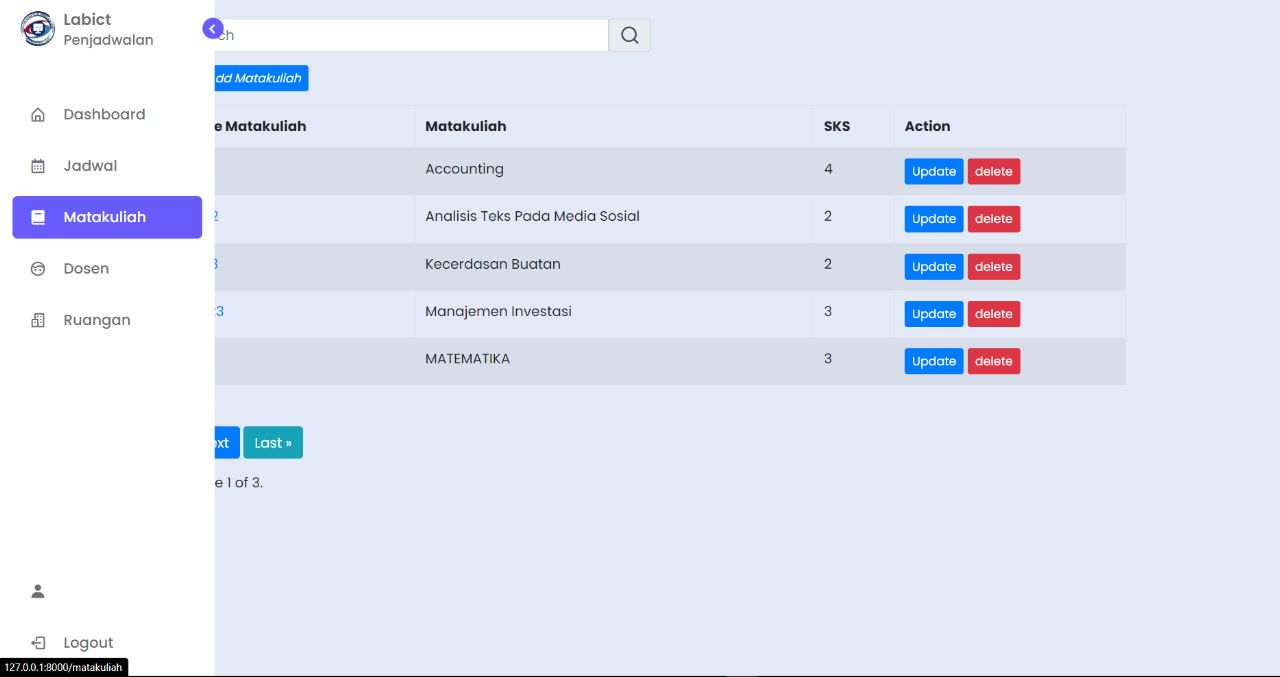 Labict
Penjadwalan
ch
dd Matakuliah
Dashboard
Jadwal
Matakuliah
Dosen
Ruangan
e Matakuliah Matakuliah SKS Action
Accounting 4 Update delete
2 Analisis Teks Pada Media Sosial 2 Update delete
3 Kecerdasan Buatan 2 Update delete
23 Manajemen Investasi 3 Update delete
MATEMATIKA 3 Update delete
ext Last »
e 1 of 3.
Logout
127.0.0.1:8000/matakuliah